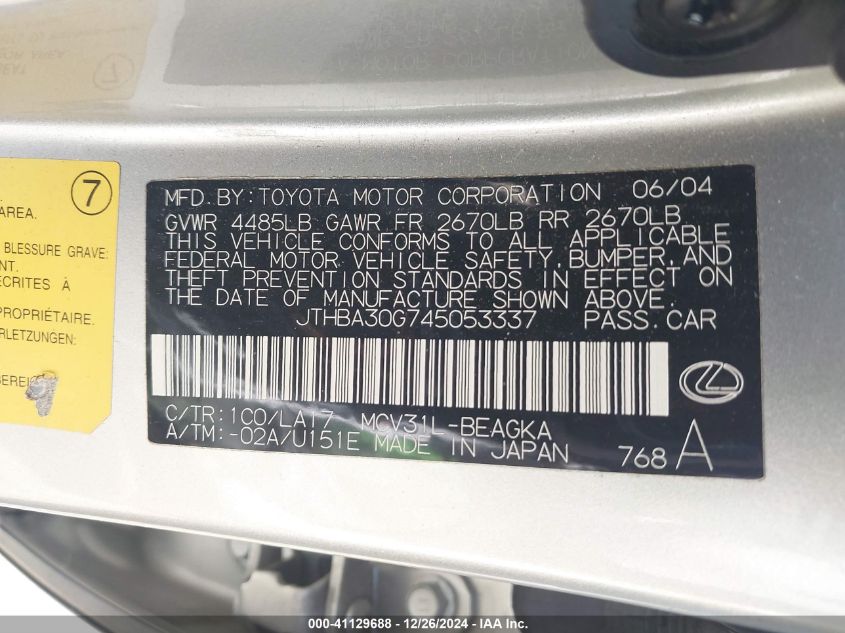 7
AREA.
BLESSURE GRAVE:
NT.
ECRITES À
PROPRIÉTAIRE.
ERLETZUNGEN:
BEREI
MFD.BY:TOYOTA MOTOR CORPORATION 06/04
GVWR 4485LB GAWR FR 2670LB RR 2670LB
THIS VEHICLE CONFORMS TO ALL APPLICABLE
FEDERAL MOTOR VEHICLE SAFETY,BUMPER,AND
THEFT PREVENTION STANDARDS IN EFFECT ON
THE DATE OF MANUFACTURE SHOWN ABOVE.
JTHBA30G745053337 PASS.CAR
C/TR:1C0/LA17 MCV31L-BEAGKA
A/TM:-02A/U151E MADE IN JAPAN 768 A
000-41129688 - 12/26/2024 - IAA Inc.